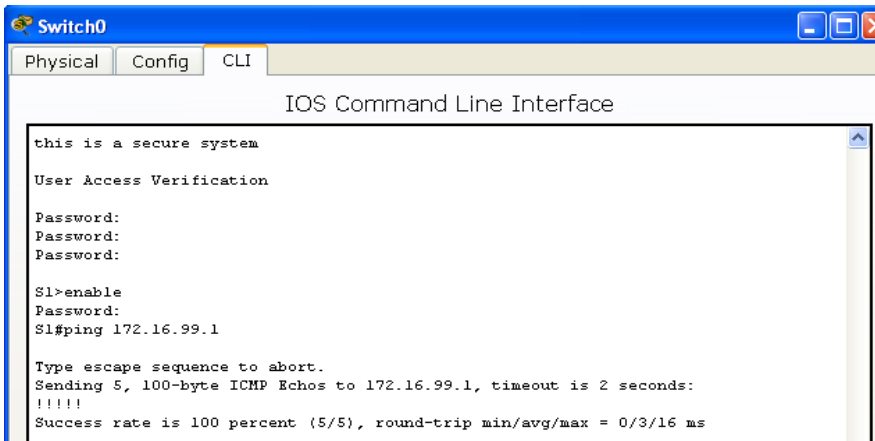 Switch0
Physical Config CLI
IOS Command Line Interface
this is a secure system
User Access Verification
Password:
Password:
Password:
S1>enable
Password:
S1#ping 172.16.99.1
Type escape sequence to abort.
Sending 5, 100-byte ICMP Echos to 172.16.99.1, timeout is 2 seconds:
!!!!!
Success rate is 100 percent (5/5), round-trip min/avg/max = 0/3/16 ms